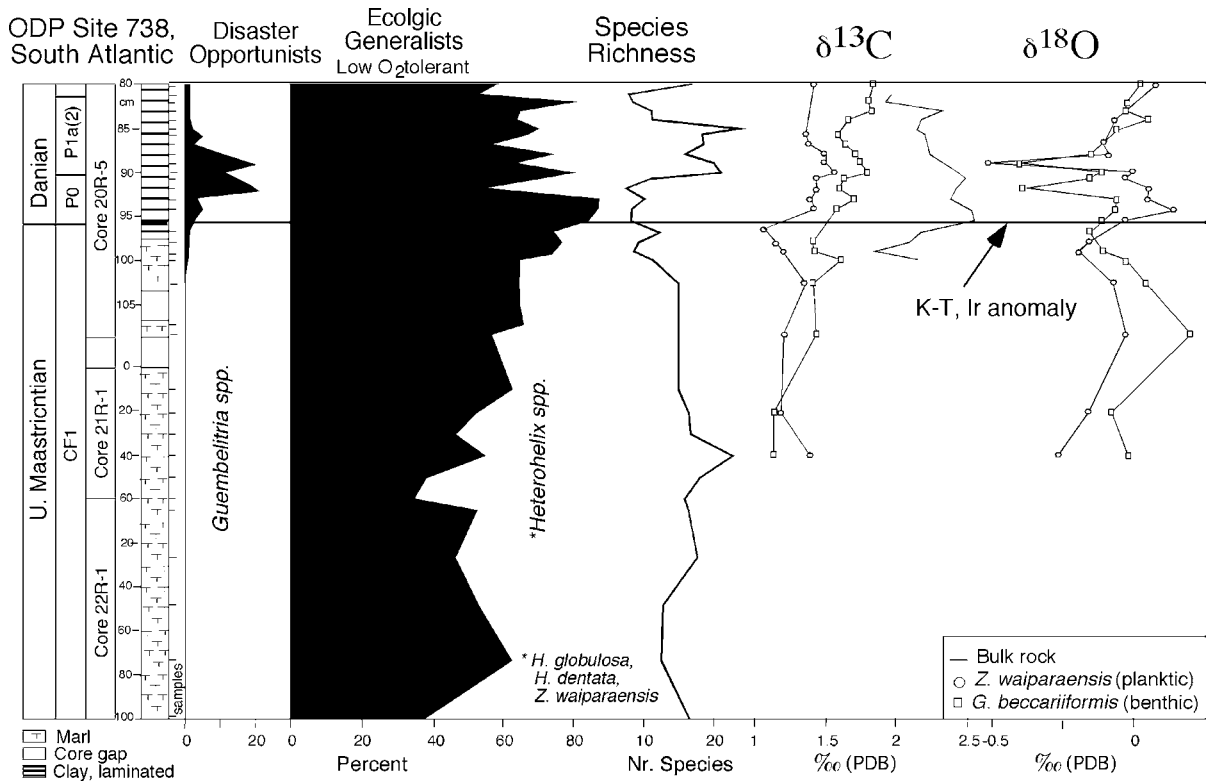 ODP Site 738,
South Atlantic
Disaster
Opportunists
Ecolgic
Generalists
Low O2tolerant
Species
Richness
δ13C
δ18O
Danian
U. Maastricntian
P1a(2)
P0
CF1
Core 20R-5
Core 21R-1
Core 22R-1
80
cm
85
90
95
100
105
0
20
40
60
20
40
60
80
100
samples
Guembelitria spp.
*Heterohelix spp.
* H. globulosa,
H. dentata,
Z. waiparaensis
K-T, Ir anomaly
Bulk rock
Z. waiparaensis (planktic)
G. beccariiformis (benthic)
0 20
0 20 40 60 80
10 20
1 1.5 2 2.5
-0.5 0
Percent
Nr. Species
‰ (PDB)
‰ (PDB)
Marl
Core gap
Clay, laminated